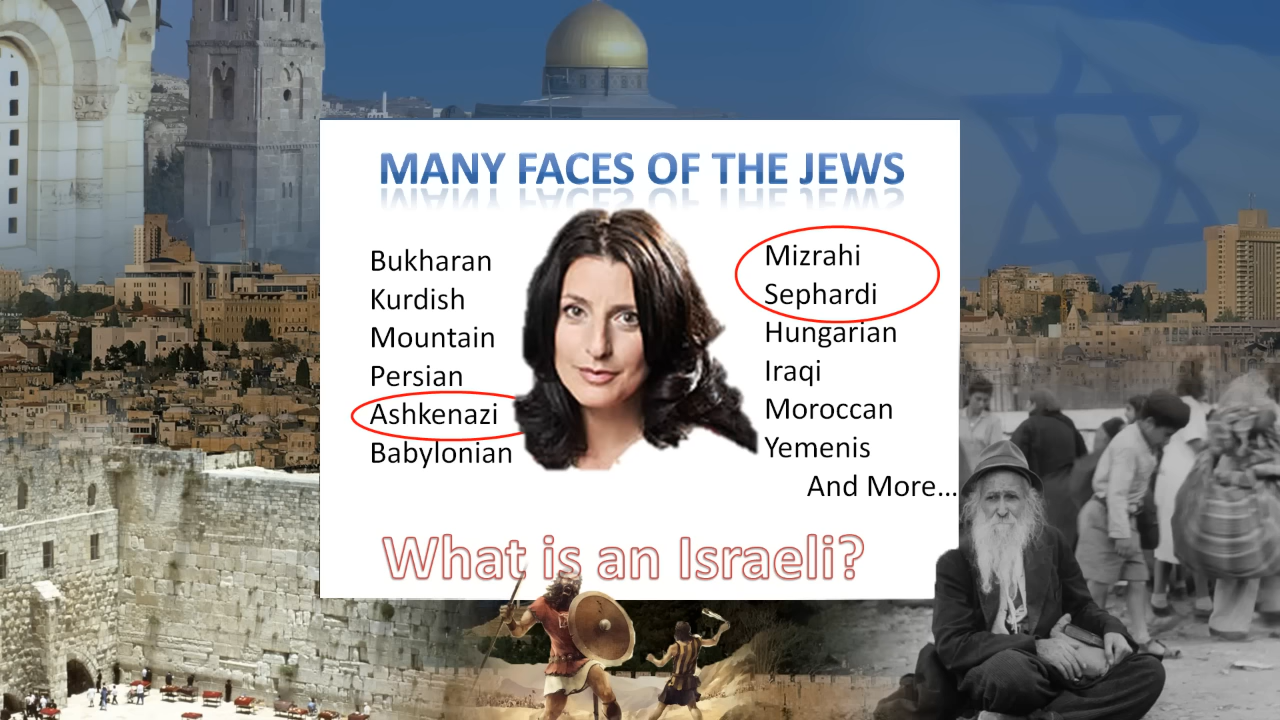 MANY FACES OF THE JEWS
Bukharan
Kurdish
Mountain
Persian
Ashkenazi
Babylonian
Mizrahi
Sephardi
Hungarian
Iraqi
Moroccan
Yemenis
And More...
What is an Israeli?